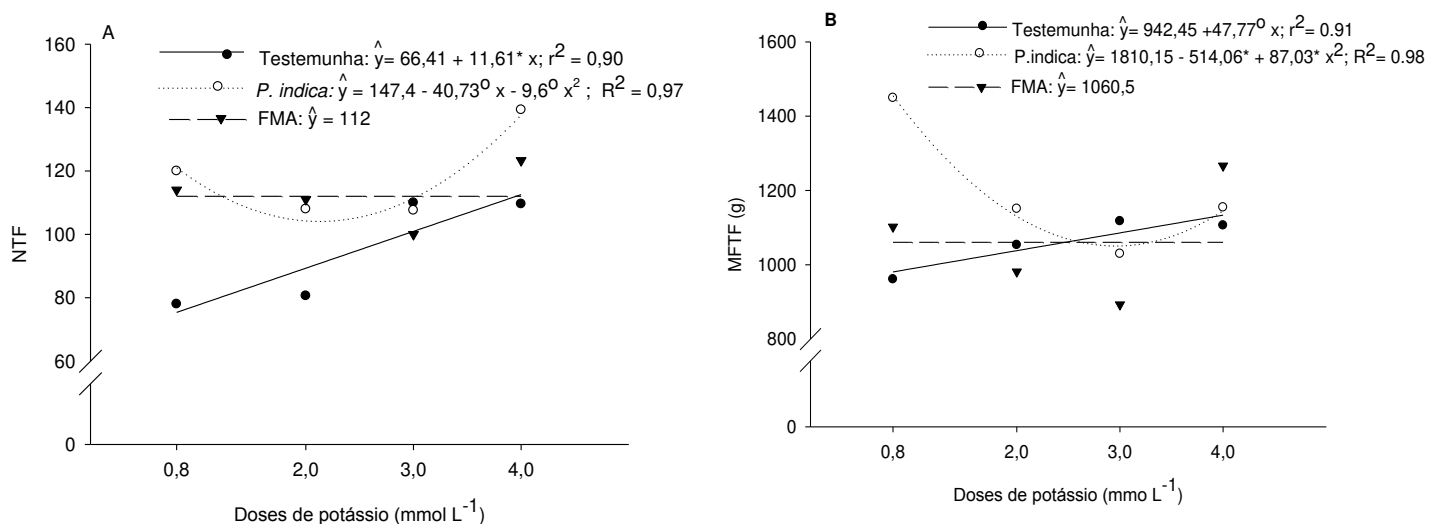 A
Testemunha: ŷ= 66,41 + 11,61* x; r² = 0,90
P. indica: ŷ = 147,4 - 40,73⁰ x - 9,6⁰ x² ; R² = 0,97
FMA: ŷ = 112
160
140
120
100
80
60
0
NTF
0,8 2,0 3,0 4,0
Doses de potássio (mmol L⁻¹)
B
Testemunha: ŷ= 942,45 +47,77⁰ x; r² = 0.91
P.indica: ŷ= 1810,15 - 514,06* + 87,03* x²; R² = 0.98
FMA: ŷ= 1060,5
1600
1400
1200
1000
800
0
MFTF (g)
0,8 2,0 3,0 4,0
Doses de potássio (mmo L⁻¹)